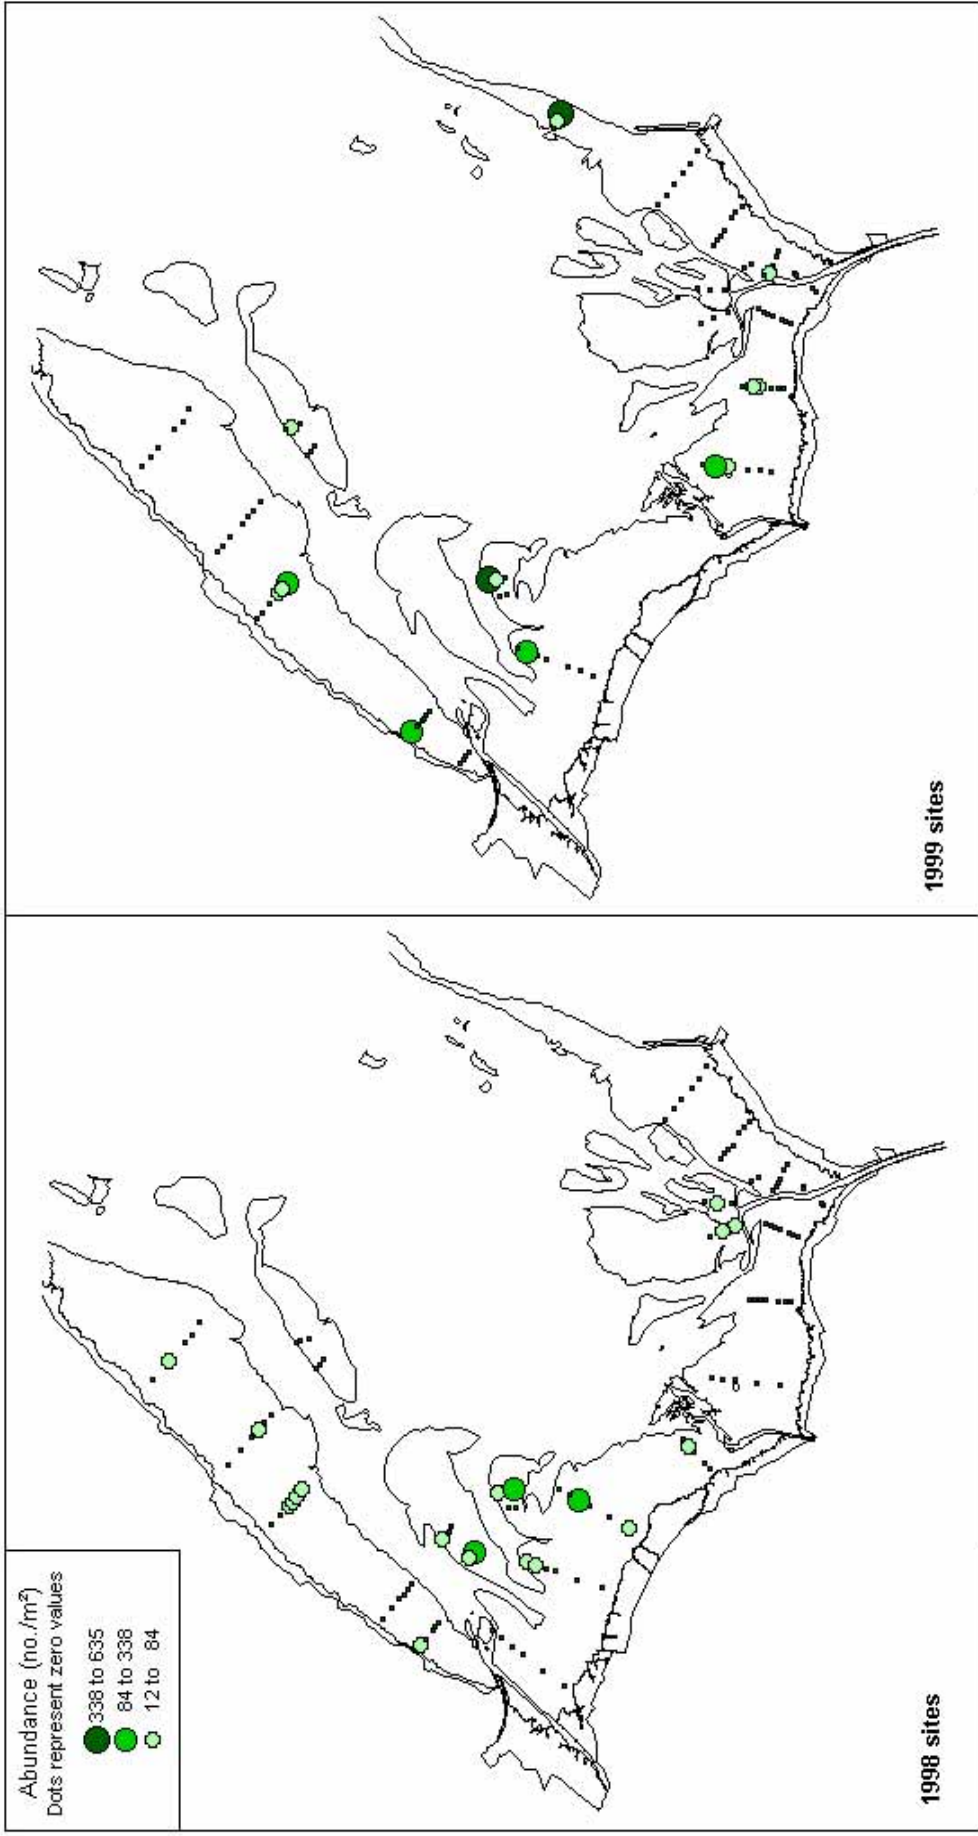 Abundance (no./m²)
Dots represent zero values
338 to 635
84 to 338
12 to 84
1998 sites
1999 sites